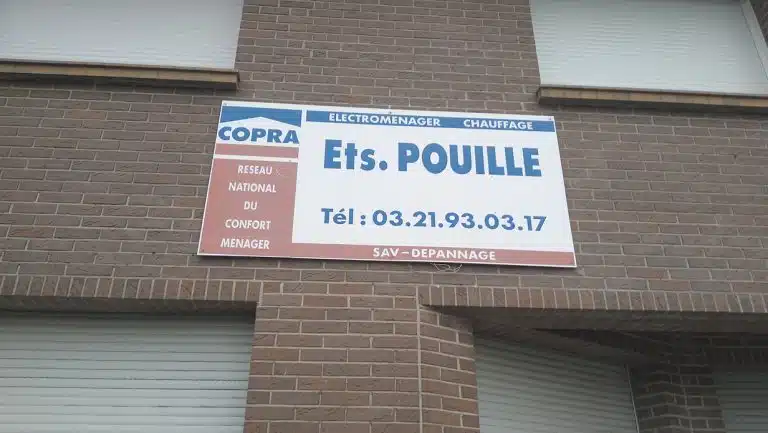 COPRA
RESEAU
NATIONAL
DU
CONFORT
MENAGER
ELECTROMENAGER CHAUFFAGE
Ets. POUILLE
Tél : 03.21.93.03.17
SAV-DEPANNAGE